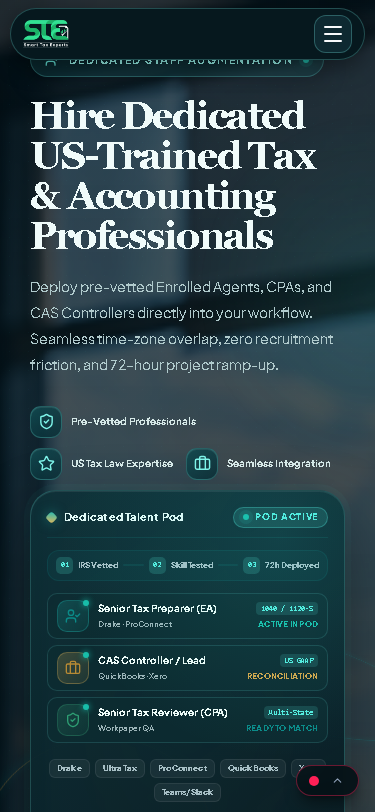 STE
Smart Tax Experts
DEDICATED STAFF AUGMENTATION
Hire Dedicated
US-Trained Tax
& Accounting
Professionals
Deploy pre-vetted Enrolled Agents, CPAs, and
CAS Controllers directly into your workflow.
Seamless time-zone overlap, zero recruitment
friction, and 72-hour project ramp-up.
Pre-Vetted Professionals
US Tax Law Expertise
Seamless Integration
Dedicated Talent Pod
POD ACTIVE
01 IRS Vetted
02 Skill Tested
03 72h Deployed
Senior Tax Preparer (EA)
1040 / 1120-S
Drake · ProConnect
ACTIVE IN POD
CAS Controller / Lead
US GAAP
QuickBooks · Xero
RECONCILIATION
Senior Tax Reviewer (CPA)
Multi-State
Workpaper QA
READY TO MATCH
Drake
UltraTax
ProConnect
QuickBooks
Teams/Slack